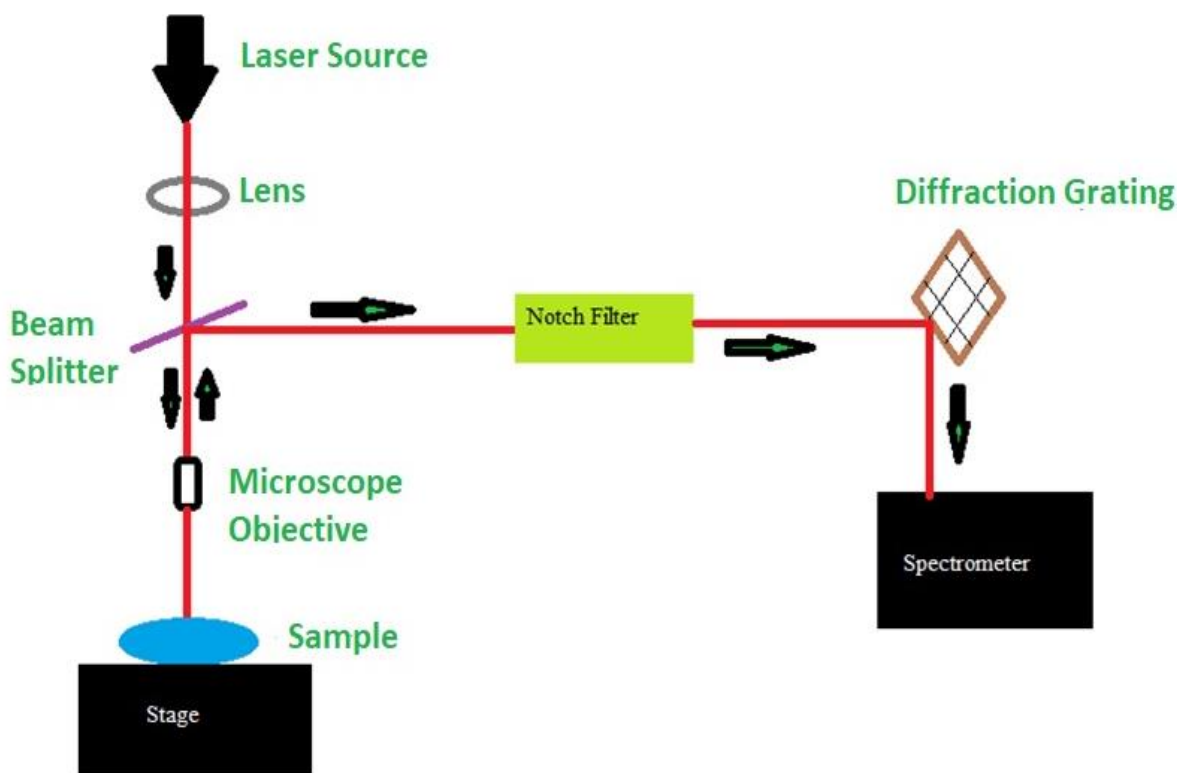 Laser Source
Lens
Diffraction Grating
Beam
Splitter
Notch Filter
Microscope
Objective
Spectrometer
Sample
Stage